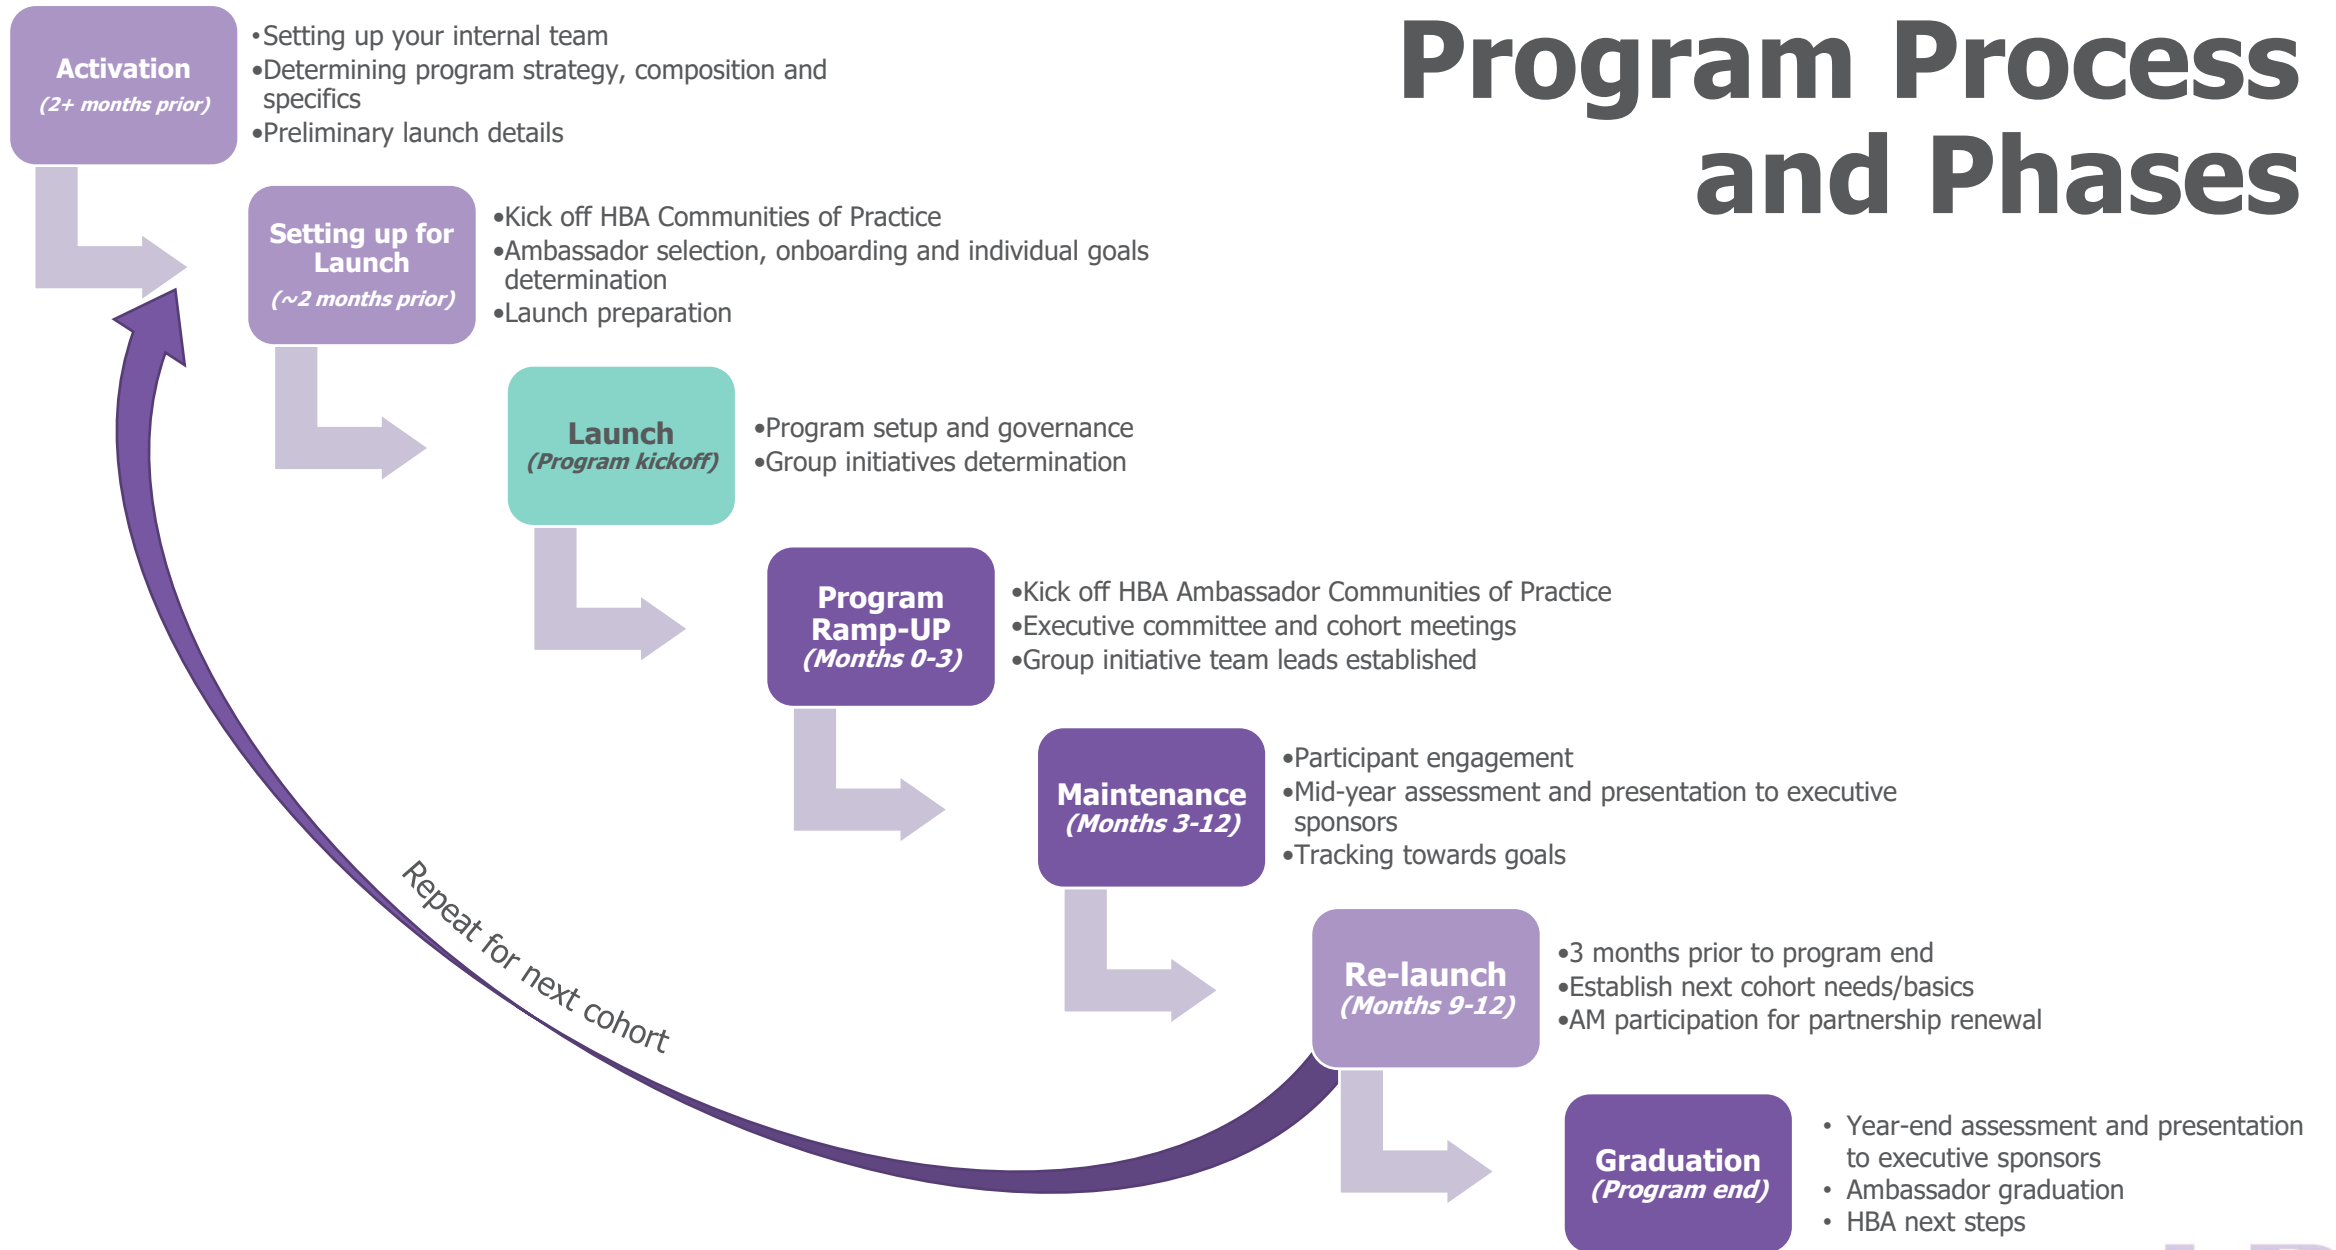 Program Process
and Phases
Activation
(2+ months prior)
•Setting up your internal team
•Determining program strategy, composition and
specifics
•Preliminary launch details
Setting up for
Launch
(~2 months prior)
•Kick off HBA Communities of Practice
•Ambassador selection, onboarding and individual goals
determination
•Launch preparation
Launch
(Program kickoff)
•Program setup and governance
•Group initiatives determination
Program
Ramp-UP
(Months 0-3)
•Kick off HBA Ambassador Communities of Practice
•Executive committee and cohort meetings
•Group initiative team leads established
Maintenance
(Months 3-12)
•Participant engagement
•Mid-year assessment and presentation to executive
sponsors
•Tracking towards goals
Repeat for next cohort
Re-launch
(Months 9-12)
•3 months prior to program end
•Establish next cohort needs/basics
•AM participation for partnership renewal
Graduation
(Program end)
• Year-end assessment and presentation
to executive sponsors
• Ambassador graduation
• HBA next steps